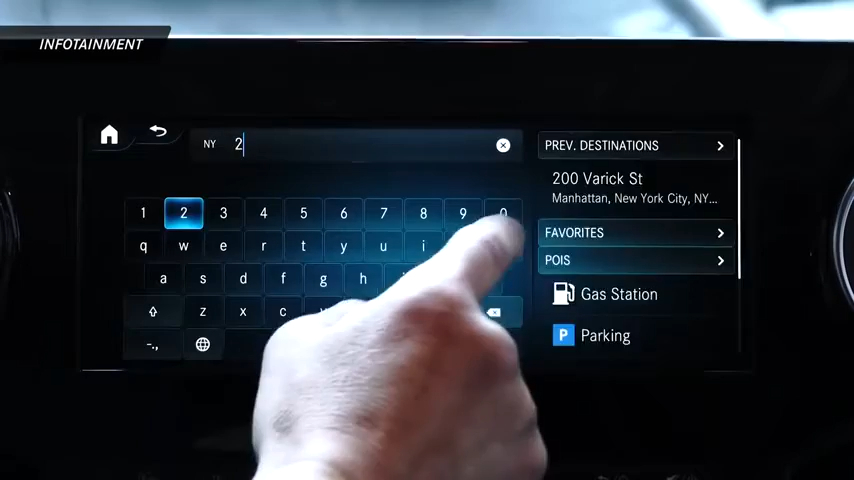 INFOTAINMENT
NY 2
PREV. DESTINATIONS
200 Varick St
Manhattan, New York City, NY...
1 2 3 4 5 6 7 8 9 0
FAVORITES
q w e r t y u i
POIS
a s d f g h
Gas Station
z x c
P Parking
-.,